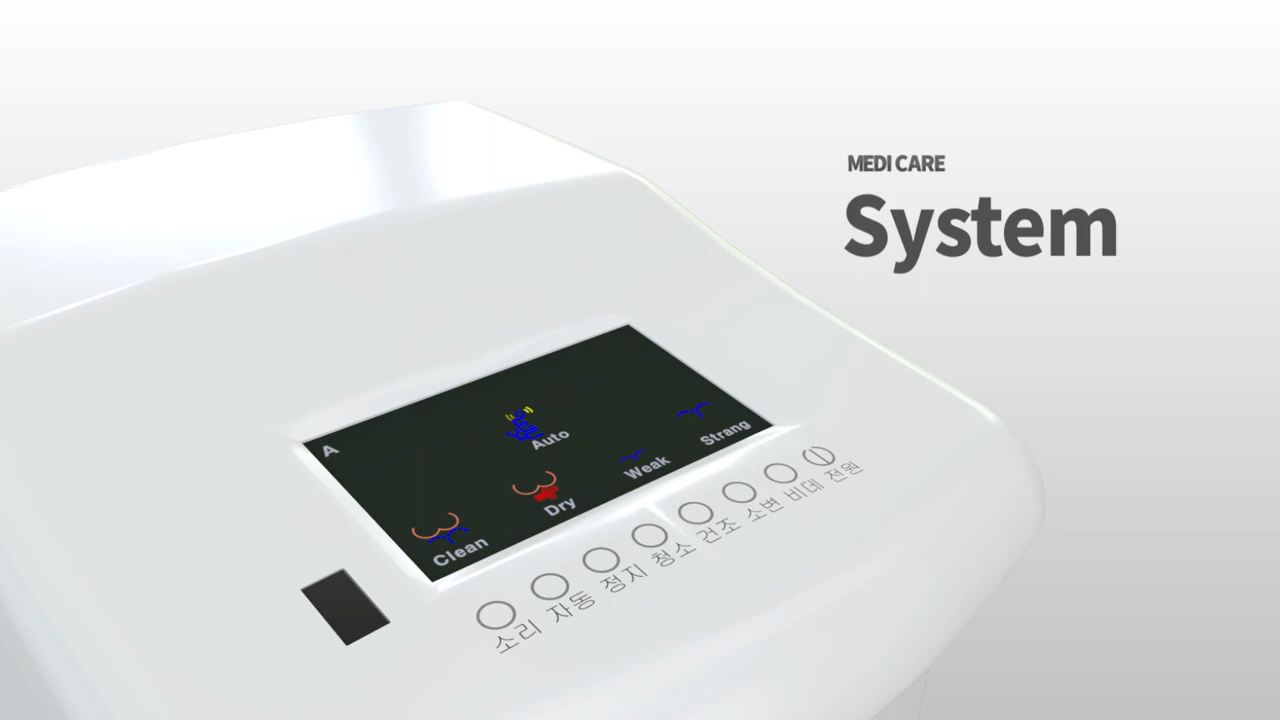 MEDI CARE
System
A
Auto
Strang
Weak
Dry
Clean
소리 자동 정지 청소 건조 소변 비데 전원